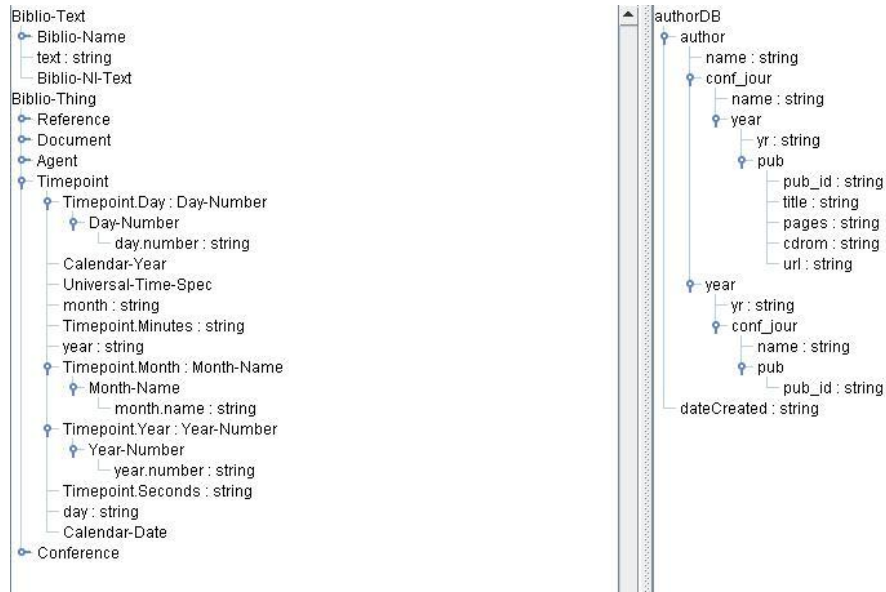 Biblio-Text
Biblio-Name
text : string
Biblio-NI-Text
Biblio-Thing
Reference
Document
Agent
Timepoint
Timepoint.Day : Day-Number
Day-Number
day.number : string
Calendar-Year
Universal-Time-Spec
month : string
Timepoint.Minutes : string
year : string
Timepoint.Month : Month-Name
Month-Name
month.name : string
Timepoint.Year : Year-Number
Year-Number
year.number : string
Timepoint.Seconds : string
day : string
Calendar-Date
Conference
authorDB
author
name : string
conf_jour
name : string
year
yr : string
pub
pub_id : string
title : string
pages : string
cdrom : string
url : string
year
yr : string
conf_jour
name : string
pub
pub_id : string
dateCreated : string